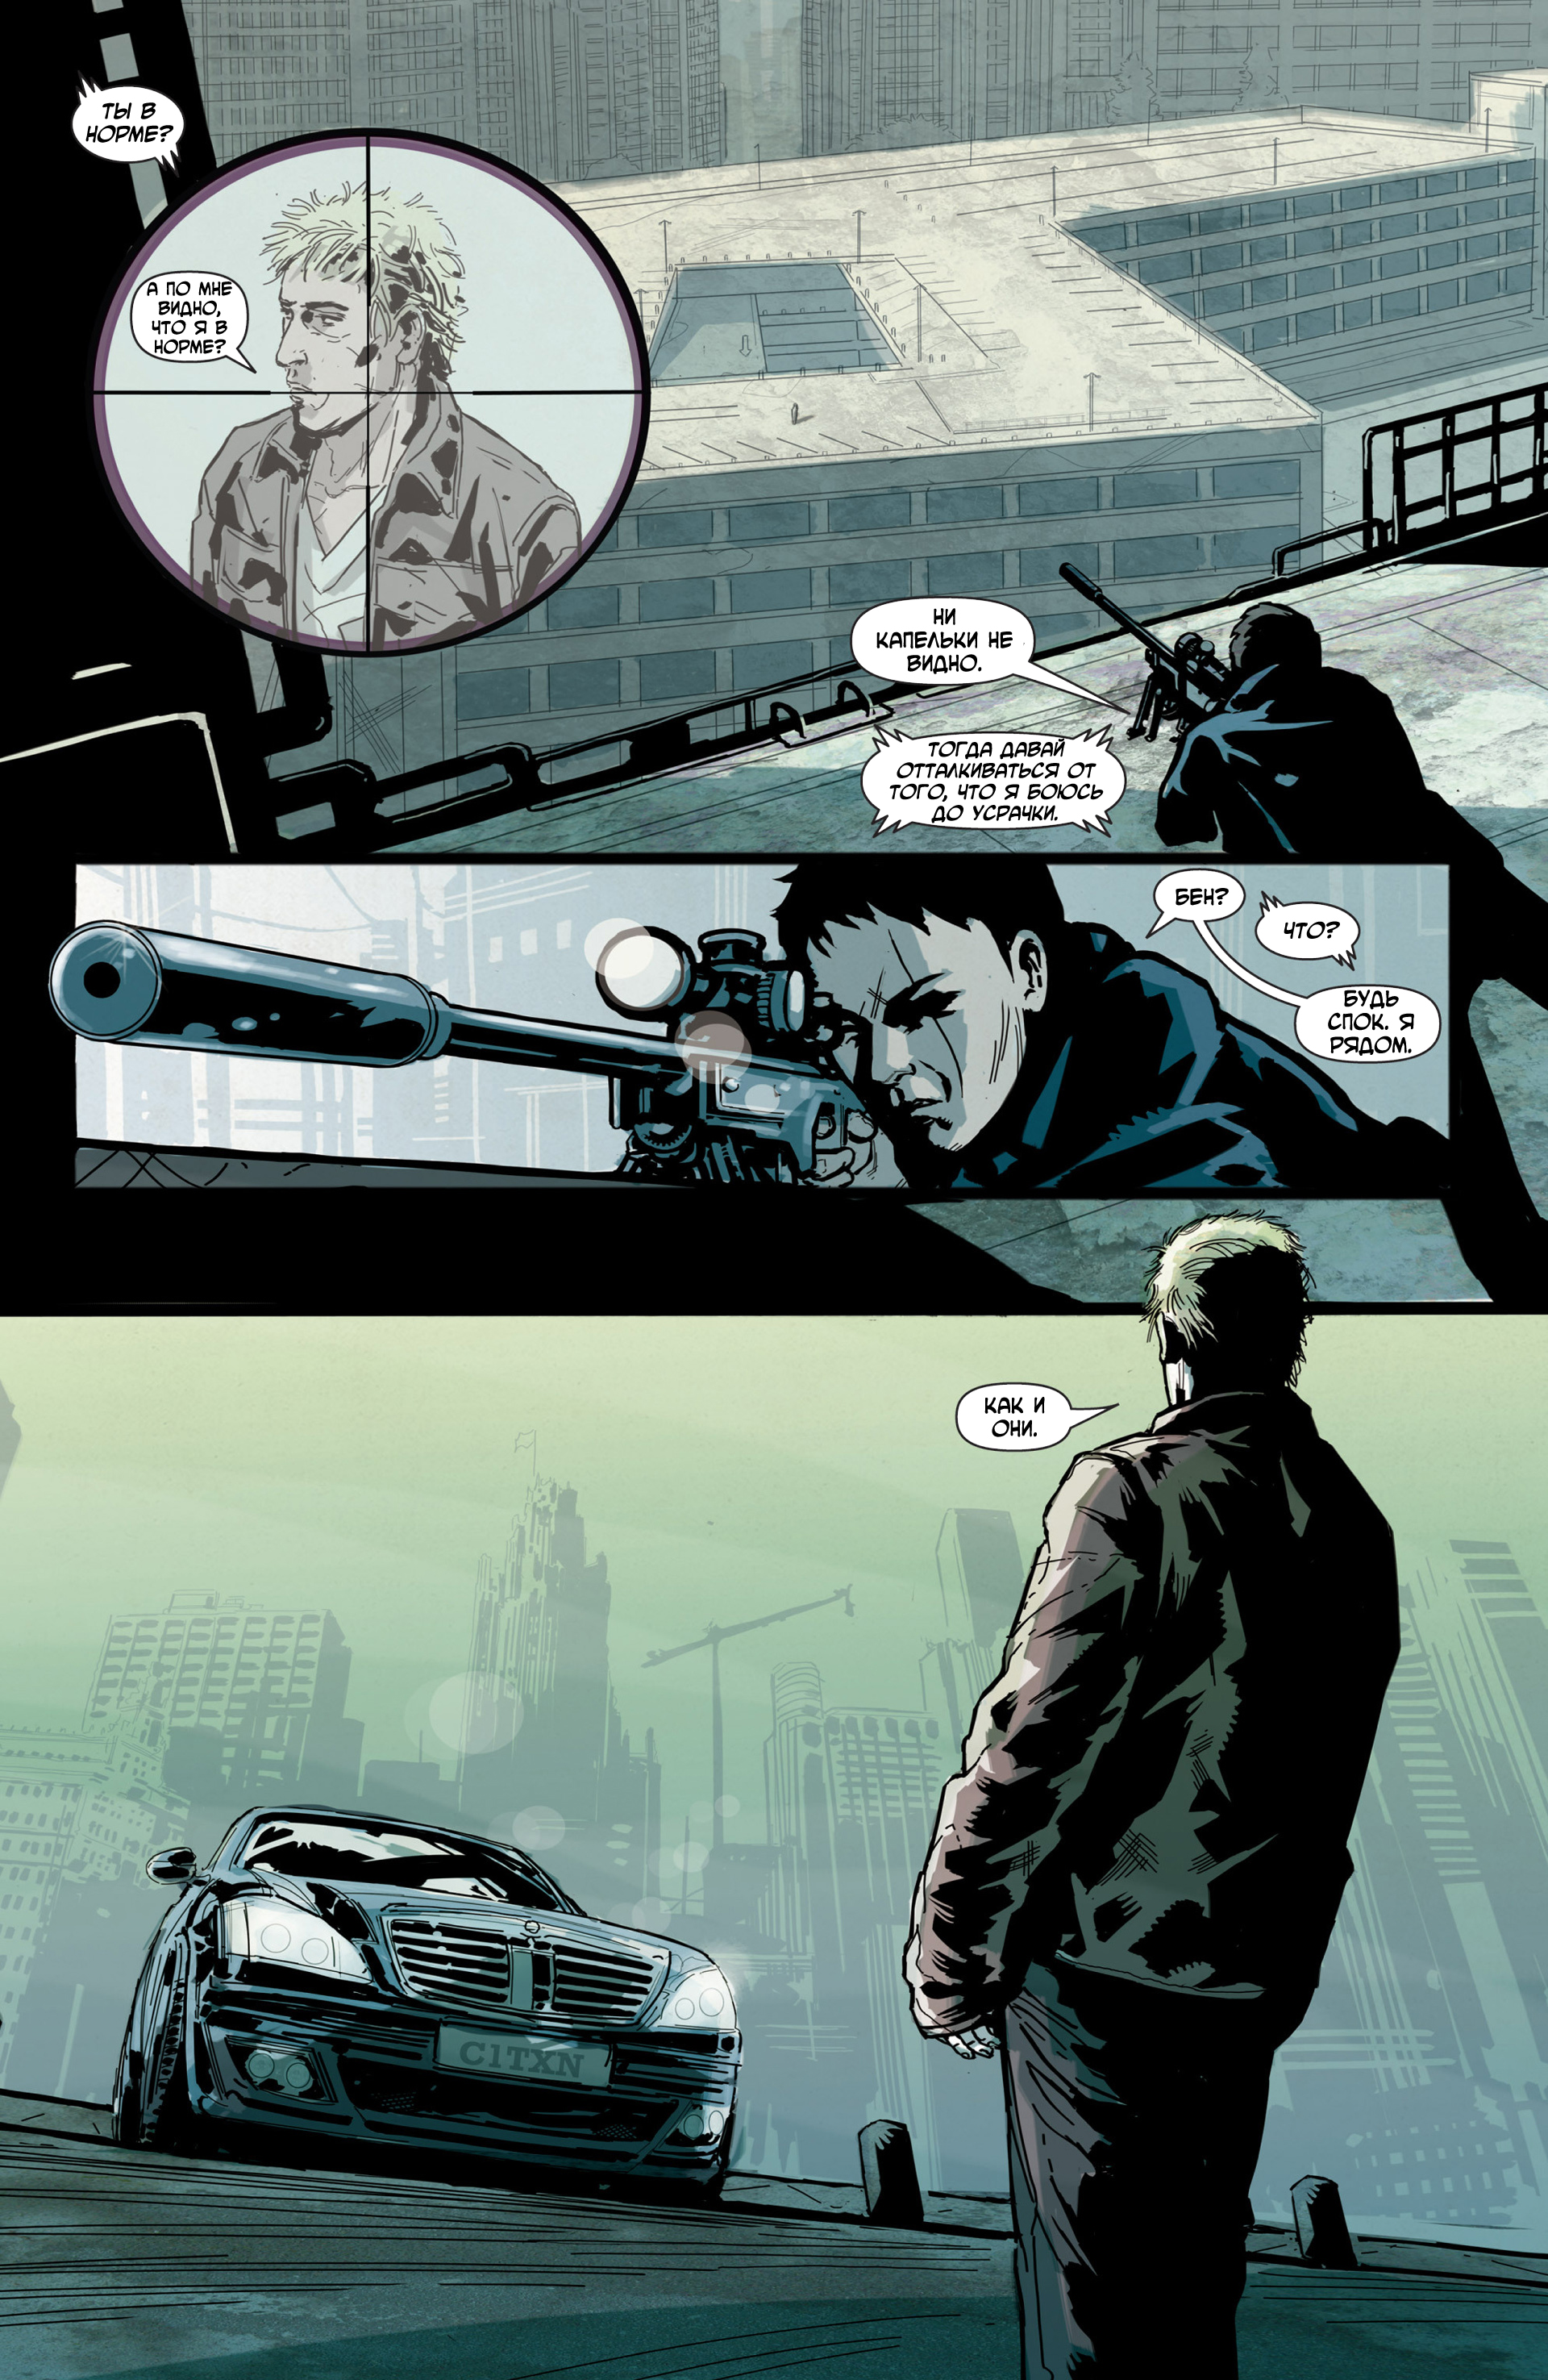 ТЫ В
НОРМЕ?
А ПО МНЕ
ВИДНО,
ЧТО Я В
НОРМЕ?
НИ
КАПЕЛЬКИ НЕ
ВИДНО.
ТОГДА ДАВАЙ
ОТТАЛКИВАТЬСЯ ОТ
ТОГО, ЧТО Я БОЮСЬ
ДО УСРАЧКИ.
БЕН?
ЧТО?
БУДЬ
СПОК. Я
РЯДОМ.
КАК И
ОНИ.
C1TXN